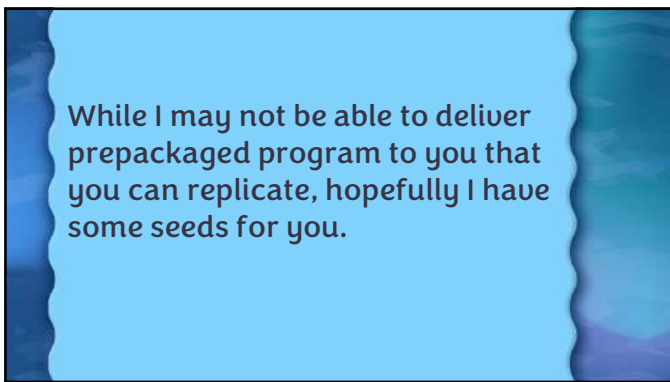 While I may not be able to deliver
prepackaged program to you that
you can replicate, hopefully I have
some seeds for you.